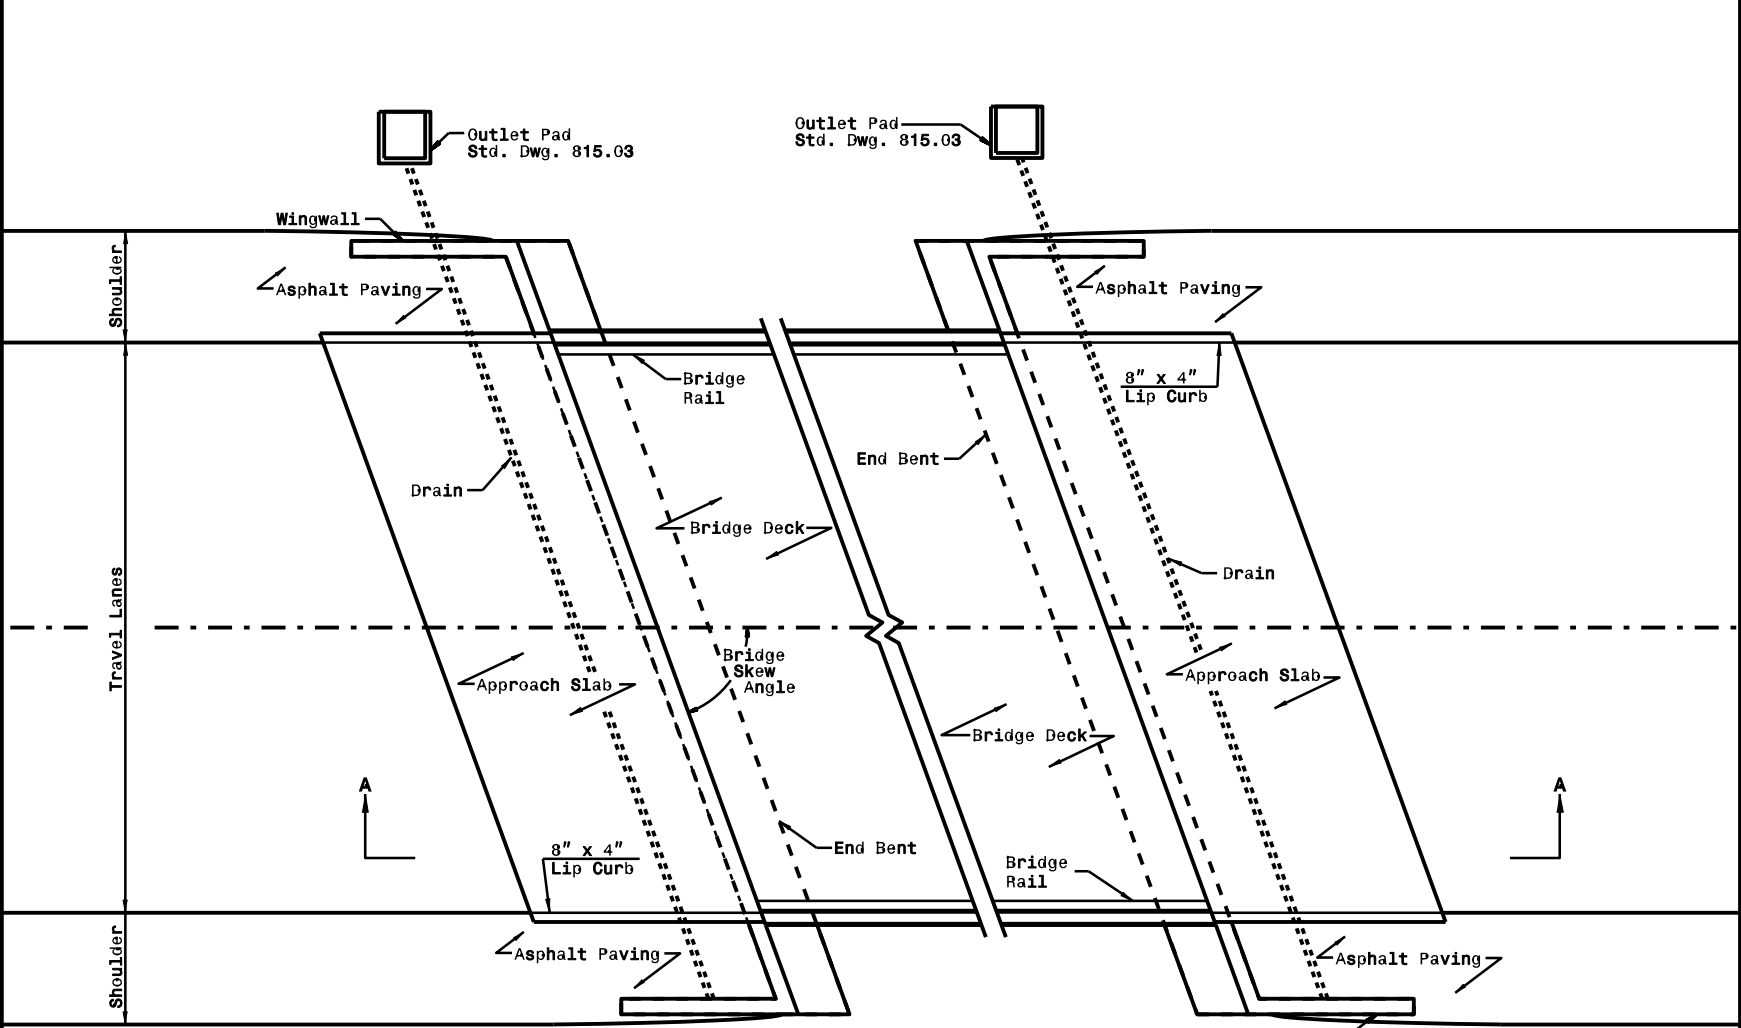 Outlet Pad
Std. Dwg. 815.03
Outlet Pad
Std. Dwg. 815.03
Wingwall
Shoulder
Asphalt Paving
Asphalt Paving
Bridge
Rail
8" x 4"
Lip Curb
End Bent
Drain
Bridge Deck
Drain
Travel Lanes
Bridge
Skew
Angle
Approach Slab
Approach Slab
Bridge Deck
A
A
8" x 4"
Lip Curb
End Bent
Bridge
Rail
Shoulder
Asphalt Paving
Asphalt Paving